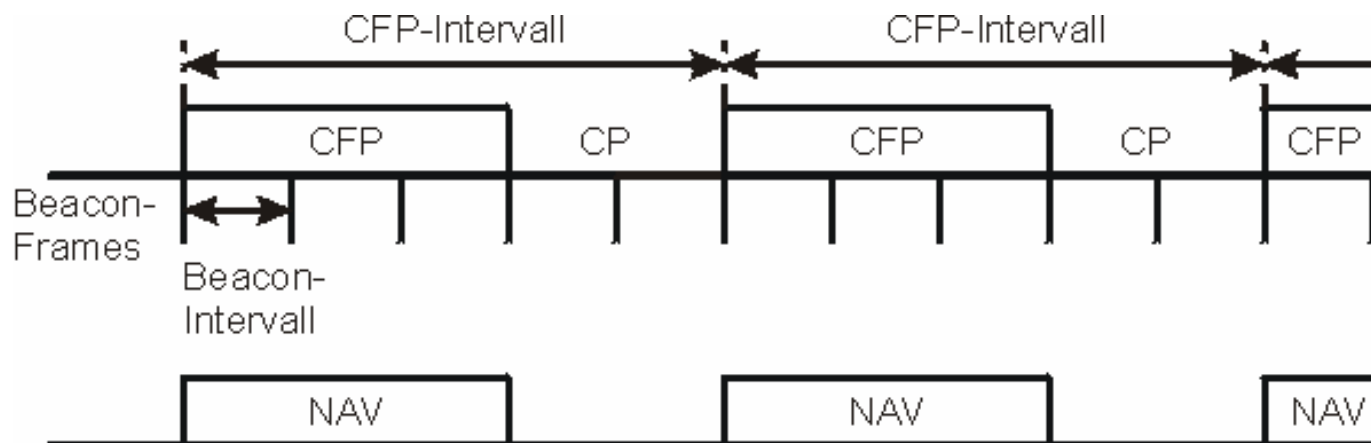 CFP-Intervall
CFP-Intervall
CFP
CP
CFP
CP
CFP
Beacon-
Frames
Beacon-
Intervall
NAV
NAV
NAV